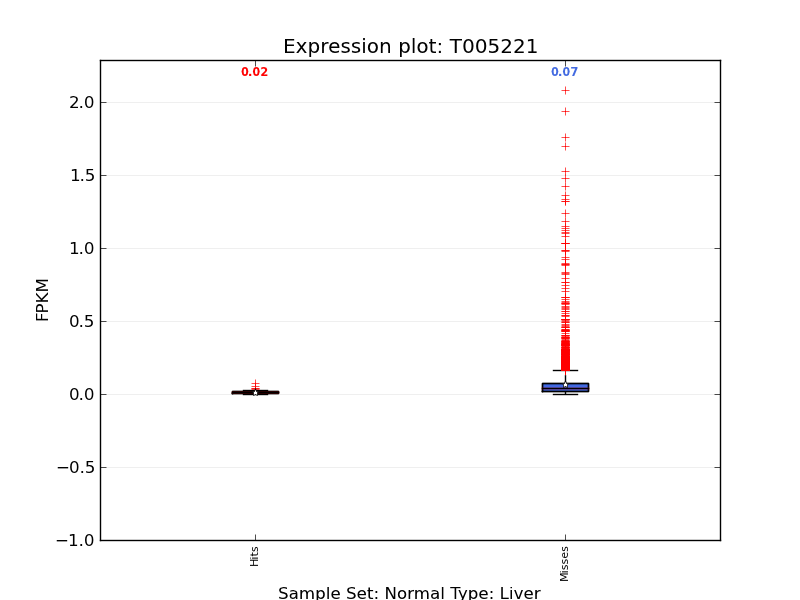 Expression plot: T005221
0.02
0.07
2.0
1.5
1.0
0.5
0.0
−0.5
−1.0
FPKM
Hits
Misses
Sample Set: Normal Type: Liver